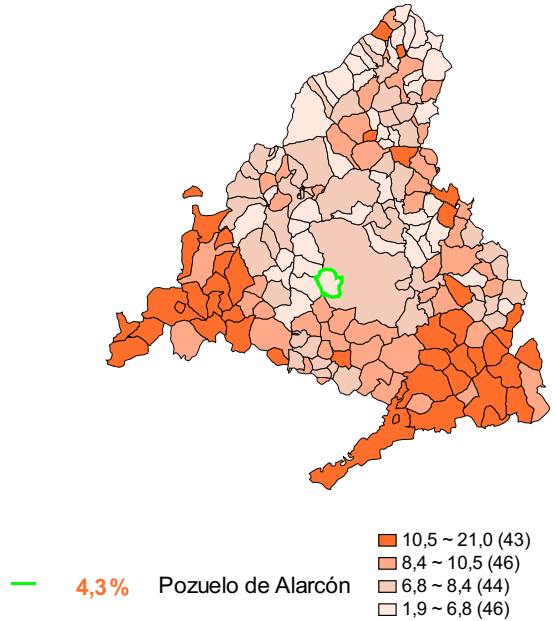 10,5 ~ 21,0 (43)
8,4 ~ 10,5 (46)
4,3% Pozuelo de Alarcón
6,8 ~ 8,4 (44)
1,9 ~ 6,8 (46)